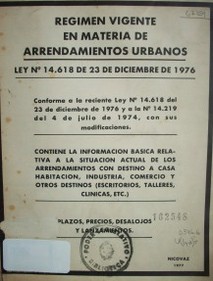 REGIMEN VIGENTE
EN MATERIA DE
ARRENDAMIENTOS URBANOS
LEY Nº 14.618 DE 23 DE DICIEMBRE DE 1976
Conforme a la reciente Ley Nº 14.618 del
23 de diciembre de 1976 y a la Nº 14.219
del 4 de julio de 1974, con sus
modificaciones.
CONTIENE LA INFORMACION BASICA RELA-
TIVA A LA SITUACION ACTUAL DE LOS
ARRENDAMIENTOS CON DESTINO A CASA
HABITACION, INDUSTRIA, COMERCIO Y
OTROS DESTINOS (ESCRITORIOS, TALLERES,
CLINICAS, ETC.)
PLAZOS, PRECIOS, DESALOJOS
Y LANZAMIENTOS.
PODER LEGISLATIVO
BIBLIOTECA